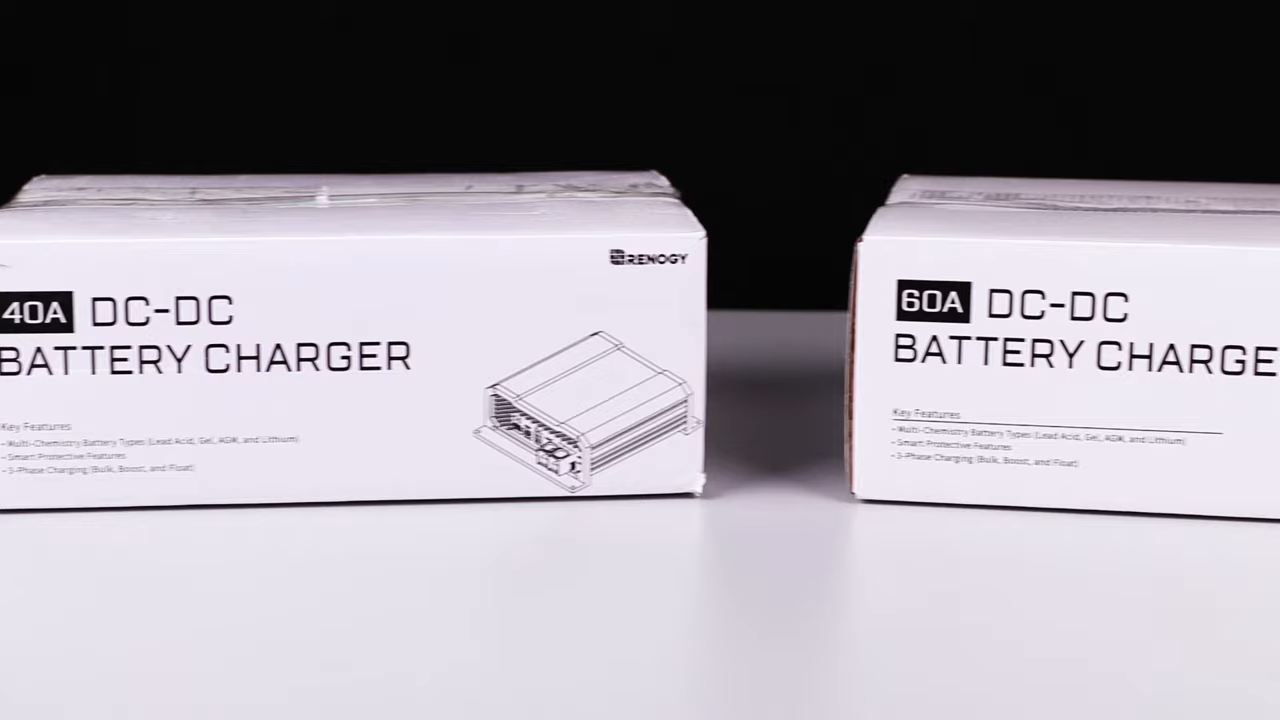 RENOGY
40A DC-DC
BATTERY CHARGER
Key Features
• Multi-Chemistry Battery Types (Lead Acid, Gel, AGM, and Lithium)
• Smart Protective Features
• 3-Phase Charging (Bulk, Boost, and Float)
60A DC-DC
BATTERY CHARGE
Key Features
• Multi-Chemistry Battery Types (Lead Acid, Gel, AGM, and Lithium)
• Smart Protective Features
• 3-Phase Charging (Bulk, Boost, and Float)